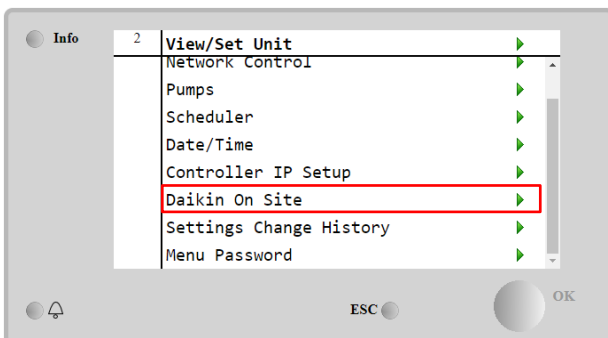 Info
2 View/Set Unit
Network Control
Pumps
Scheduler
Date/Time
Controller IP Setup
Daikin On Site
Settings Change History
Menu Password
ESC
OK